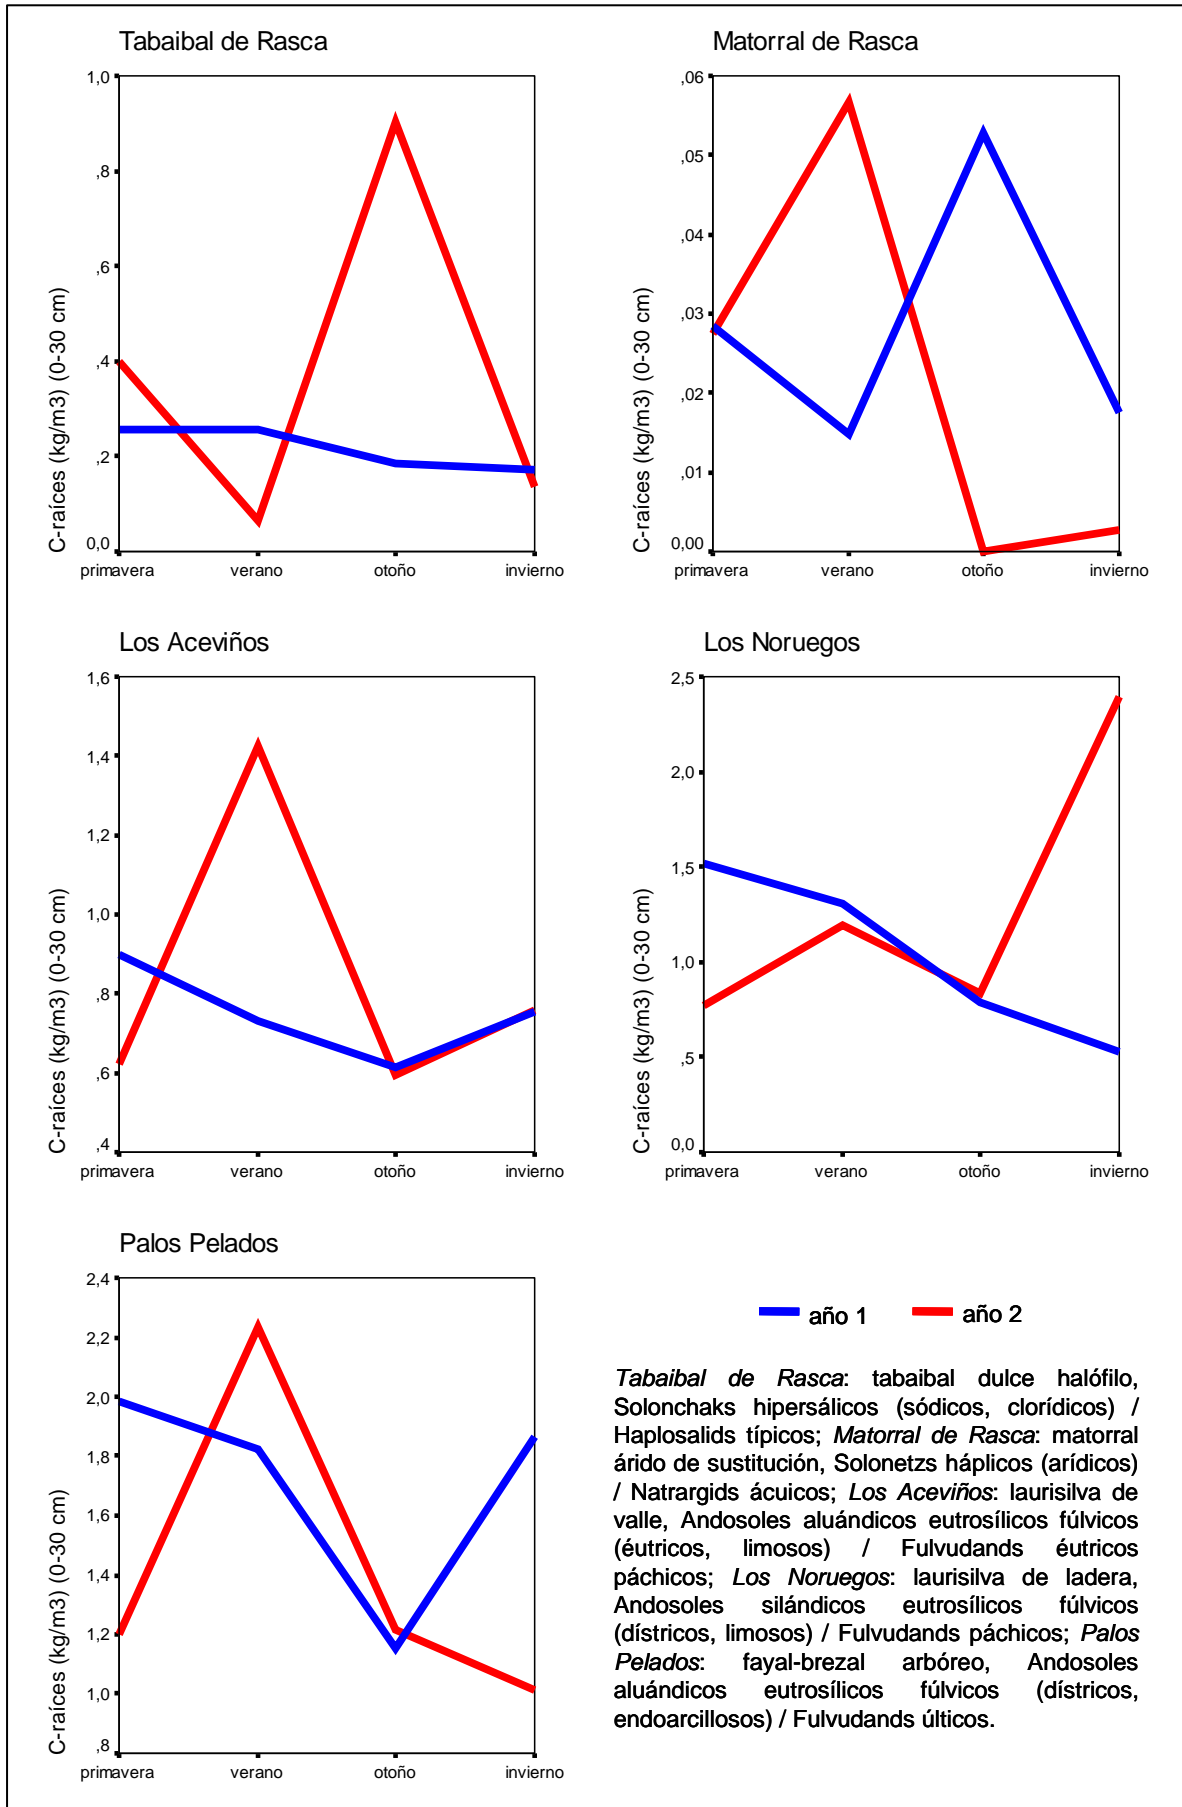 Tabaibal de Rasca
C-raíces (kg/m3) (0-30 cm)
1,0
,8
,6
,4
,2
0,0
primavera verano otoño invierno
Matorral de Rasca
C-raíces (kg/m3) (0-30 cm)
,06
,05
,04
,03
,02
,01
,00
primavera verano otoño invierno
Los Aceviños
C-raíces (kg/m3) (0-30 cm)
1,6
1,4
1,2
1,0
,8
,6
,4
primavera verano otoño invierno
Los Noruegos
C-raíces (kg/m3) (0-30 cm)
2,5
2,0
1,5
1,0
,5
0,0
primavera verano otoño invierno
Palos Pelados
C-raíces (kg/m3) (0-30 cm)
2,4
2,2
2,0
1,8
1,6
1,4
1,2
1,0
,8
primavera verano otoño invierno
año 1 año 2
Tabaibal de Rasca: tabaibal dulce halófilo,
Solonchaks hipersálicos (sódicos, clorídicos) /
Haplosalids típicos; Matorral de Rasca: matorral
árido de sustitución, Solonetzs háplicos (arídicos)
/ Natrargids ácuicos; Los Aceviños: laurisilva de
valle, Andosoles aluándicos eutrosílicos fúlvicos
(éutricos, limosos) / Fulvudands éutricos
páchicos; Los Noruegos: laurisilva de ladera,
Andosoles silándicos eutrosílicos fúlvicos
(dístricos, limosos) / Fulvudands páchicos; Palos
Pelados: fayal-brezal arbóreo, Andosoles
aluándicos eutrosílicos fúlvicos (dístricos,
endoarcillosos) / Fulvudands últicos.